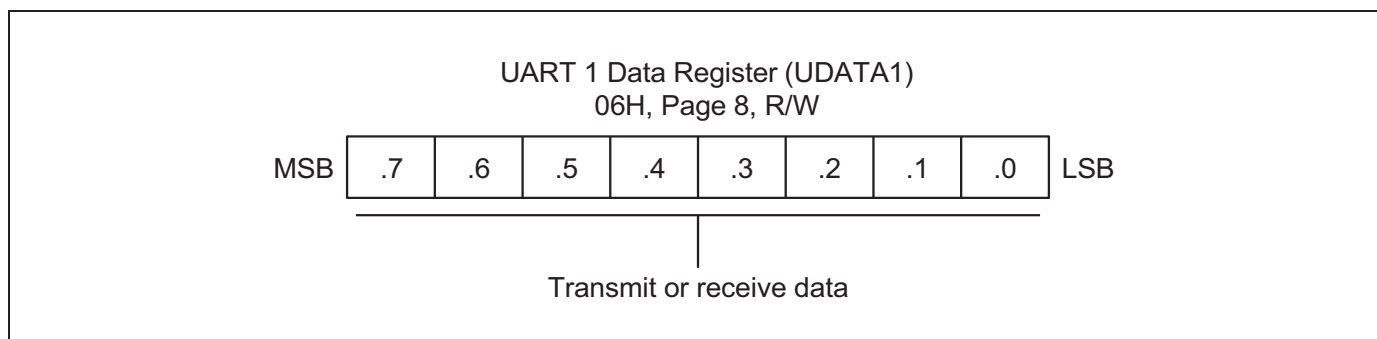 UART 1 Data Register (UDATA1)
06H, Page 8, R/W
MSB .7 .6 .5 .4 .3 .2 .1 .0 LSB
Transmit or receive data